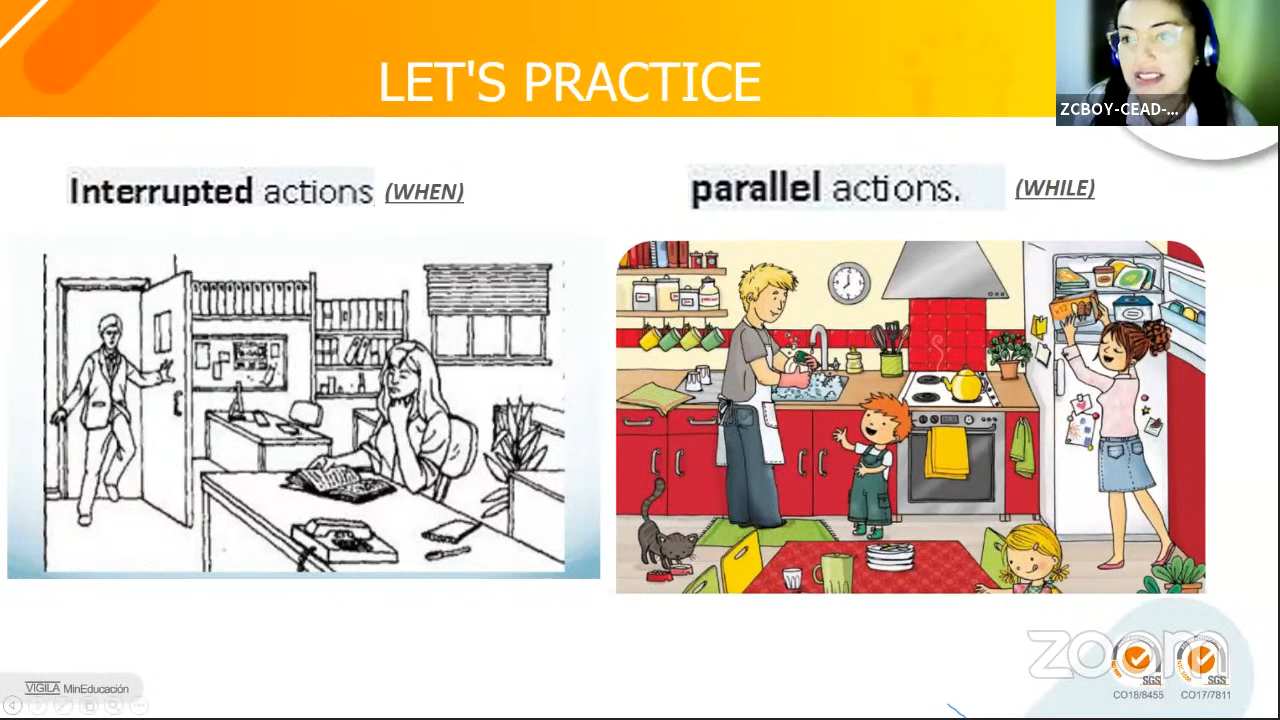 LET'S PRACTICE
ZCBOY-CEAD-...
Interrupted actions (WHEN)
parallel actions. (WHILE)
zoom
SGS SGS
CO18/8455 CO17/7811
VIGILA MinEducación